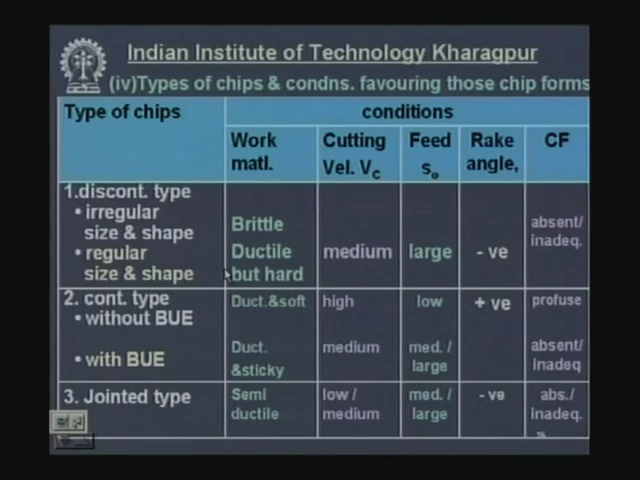 Indian Institute of Technology Kharagpur
(iv)Types of chips & condns. favouring those chip forms
Type of chips
conditions
Work matl.
Cutting Vel. Vc
Feed so
Rake angle,
CF
1.discont. type
• irregular size & shape
Brittle
• regular size & shape
Ductile but hard
medium
large
- ve
absent/ inadeq.
2. cont. type
• without BUE
Duct.&soft
high
low
+ ve
profuse
• with BUE
Duct. &sticky
medium
med. / large
absent/ inadeq
3. Jointed type
Semi ductile
low / medium
med. / large
- ve
abs./ inadeq.